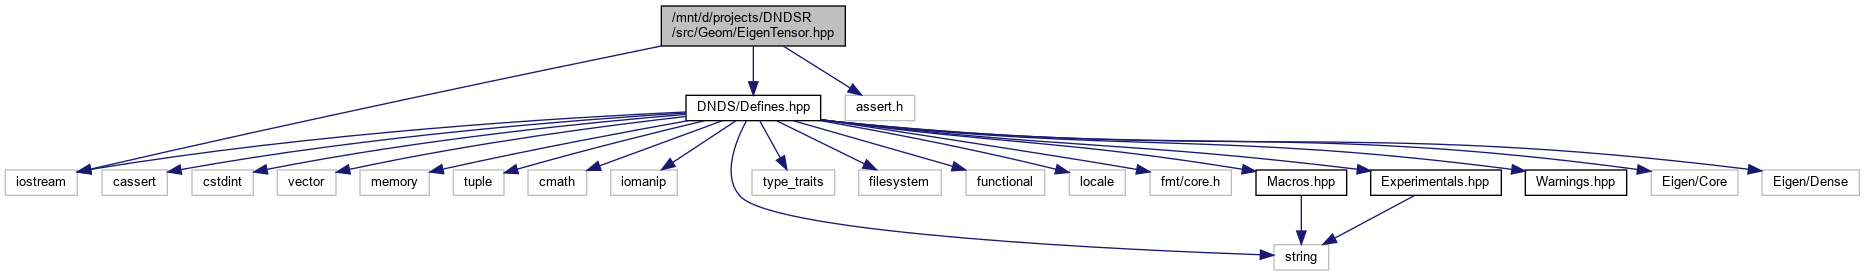 /mnt/d/projects/DNDSR
/src/Geom/EigenTensor.hpp
DNDS/Defines.hpp
assert.h
iostream
cassert
cstdint
vector
memory
tuple
cmath
iomanip
type_traits
filesystem
functional
locale
fmt/core.h
Macros.hpp
Experimentals.hpp
Warnings.hpp
Eigen/Core
Eigen/Dense
string